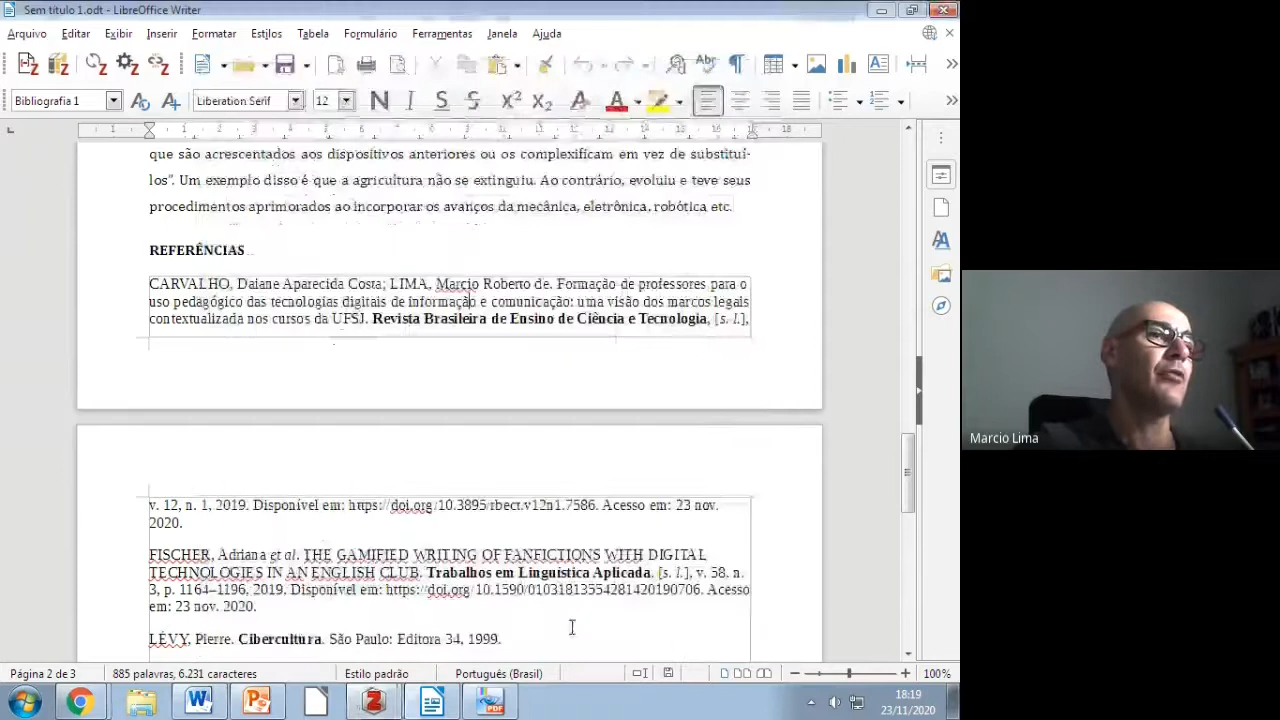 Sem título 1.odt - LibreOffice Writer
Arquivo Editar Exibir Inserir Formatar Estilos Tabela Formulário Ferramentas Janela Ajuda
Bibliografia 1 Liberation Serif 12
que são acrescentados aos dispositivos anteriores ou os complexificam em vez de substituí-
los”. Um exemplo disso é que a agricultura não se extinguiu. Ao contrário, evoluiu e teve seus
procedimentos aprimorados ao incorporar os avanços da mecânica, eletrônica, robótica etc.
REFERÊNCIAS
CARVALHO, Daiane Aparecida Costa; LIMA, Marcio Roberto de. Formação de professores para o
uso pedagógico das tecnologias digitais de informação e comunicação: uma visão dos marcos legais
contextualizada nos cursos da UFSJ. Revista Brasileira de Ensino de Ciência e Tecnologia, [s. l.],
v. 12, n. 1, 2019. Disponível em: https://doi.org/10.3895/rbect.v12n1.7586. Acesso em: 23 nov.
2020.
FISCHER, Adriana et al. THE GAMIFIED WRITING OF FANFICTIONS WITH DIGITAL
TECHNOLOGIES IN AN ENGLISH CLUB. Trabalhos em Linguística Aplicada, [s. l.], v. 58, n.
3, p. 1164–1196, 2019. Disponível em: https://doi.org/10.1590/01031813554281420190706. Acesso
em: 23 nov. 2020.
LÉVY, Pierre. Cibercultura. São Paulo: Editora 34, 1999.
Página 2 de 3 885 palavras, 6.231 caracteres Estilo padrão Português (Brasil) 100%
18:19
23/11/2020
Marcio Lima